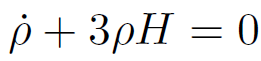 ρ̇ + 3ρH = 0